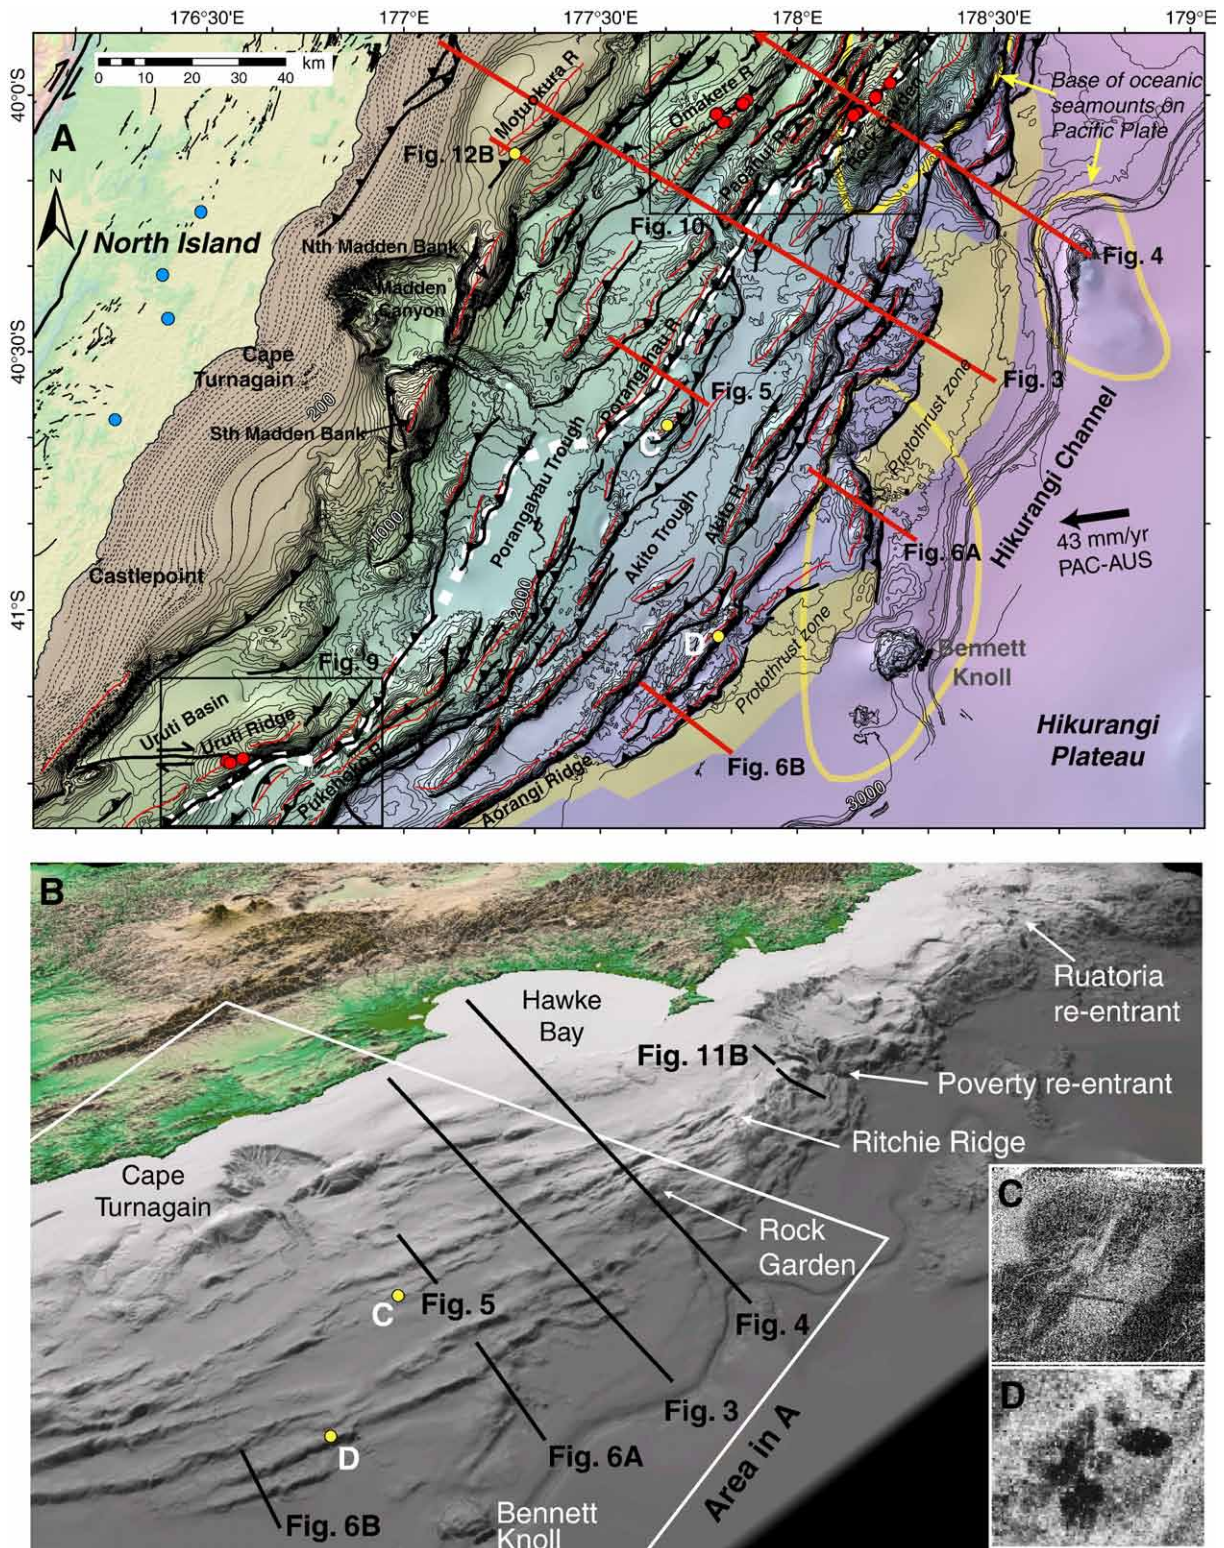 176°30'
177°
177°30'
178°
178°30'
179°E
0 10 20 30 40 km
40°S
A
N
Motuokura R
Omakere R
Base of oceanic
seamounts on
Pacific Plate
Fig. 12B
Paoanui R
Rock Garden
North Island
Nth Madden Bank
Fig. 10
Fig. 4
Madden
Canyon
40°30'S
Cape
Turnagain
200
Porangahau R
Fig. 5
Fig. 3
Protothrust zone
Sth Madden Bank
C
Hikurangi Channel
Porangahau Trough
Akitio R
1000
Akito Trough
Fig. 6A
43 mm/yr
PAC-AUS
Castlepoint
2000
41°S
D
Protothrust zone
Bennett
Knoll
Fig. 9
Uruti Basin
Uruti Ridge
Hikurangi
Plateau
Fig. 6B
Aorangi Ridge
3000
B
Ruatoria
re-entrant
Hawke
Bay
Fig. 11B
Poverty re-entrant
Ritchie Ridge
Cape
Turnagain
C
Rock
Garden
Fig. 5
C
Fig. 4
Fig. 3
D
D
Fig. 6A
Area in A
Fig. 6B
Bennett
Knoll